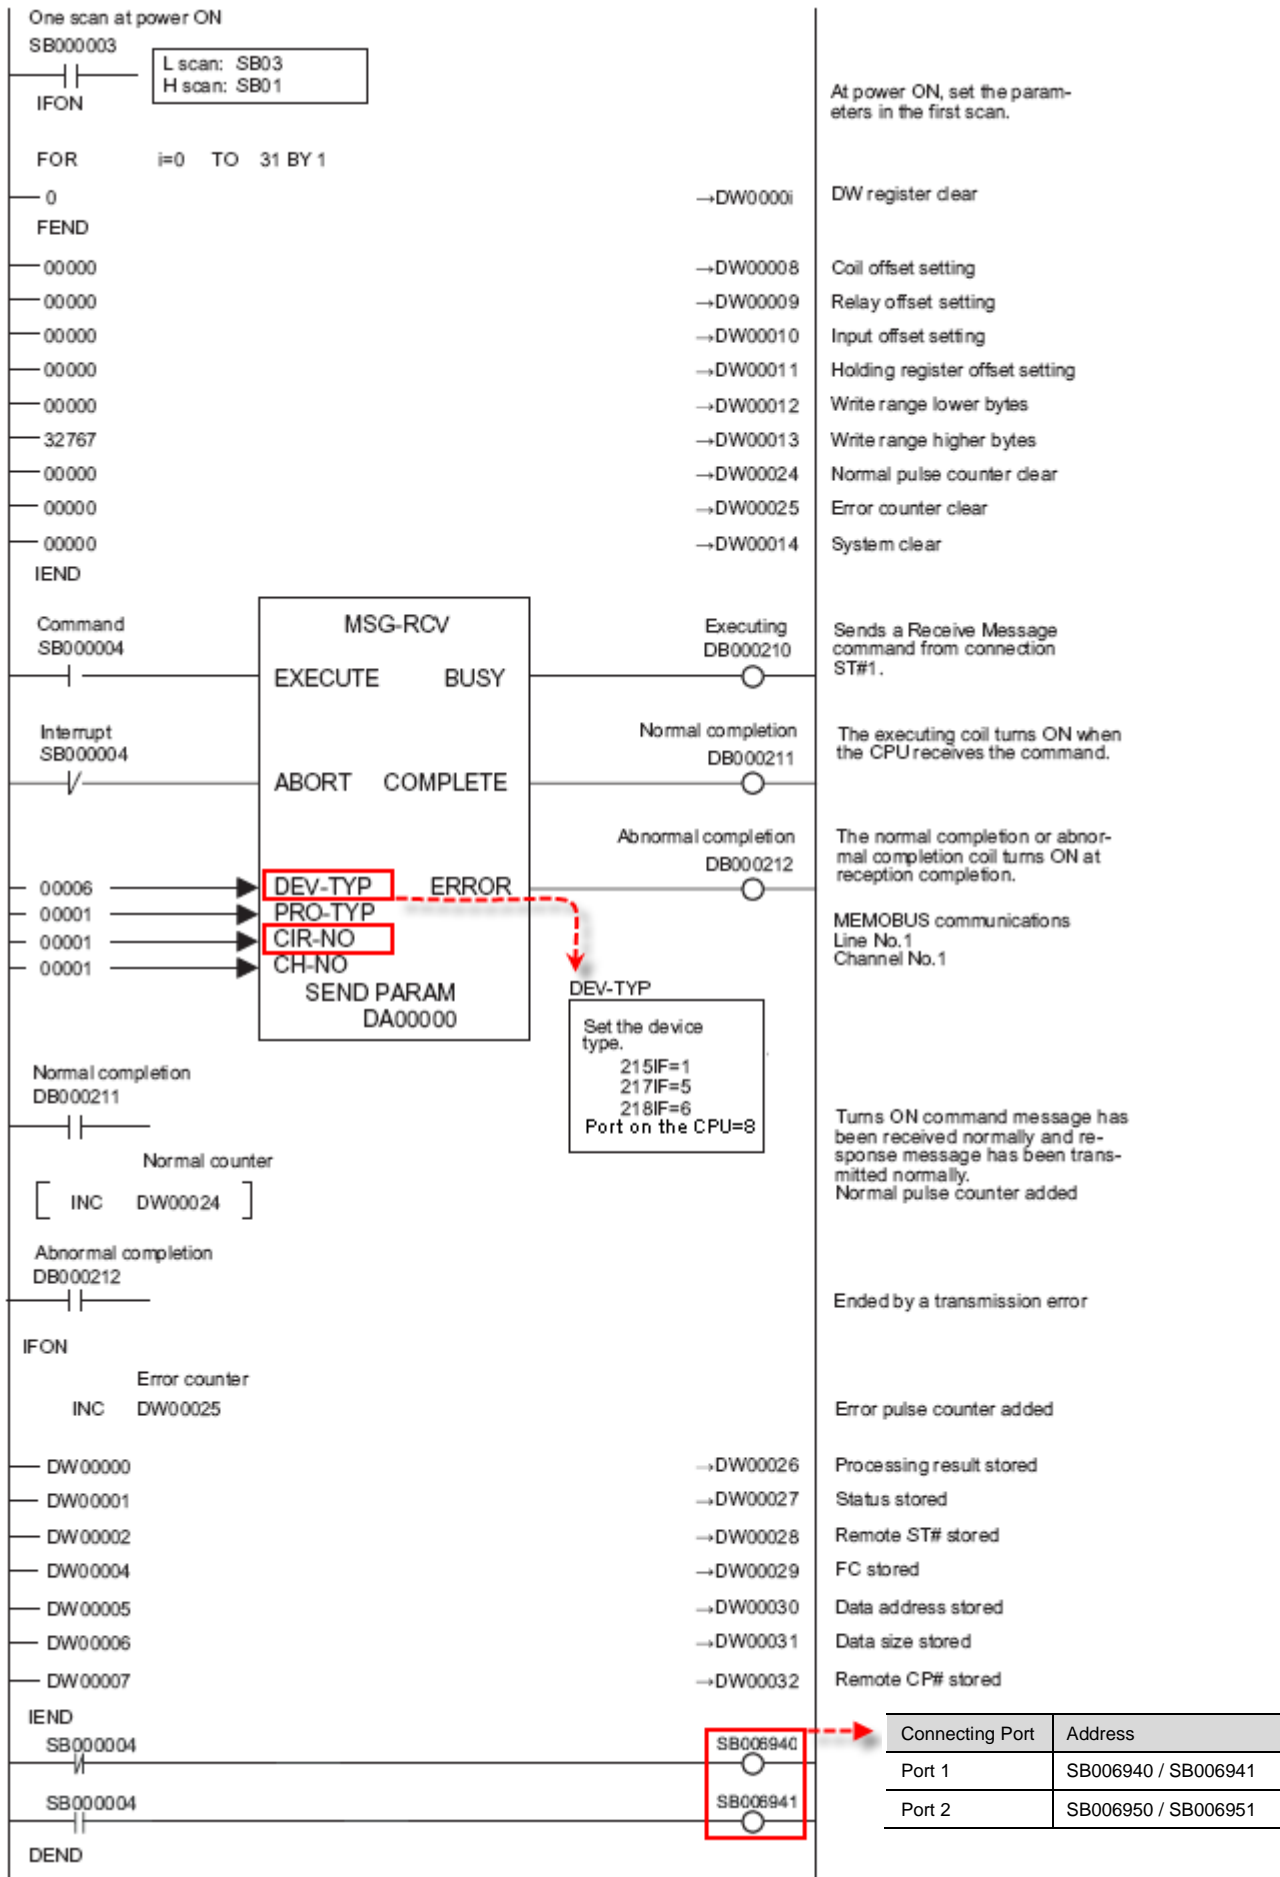 One scan at power ON
SB000003
L scan: SB03
H scan: SB01
IFON
At power ON, set the param-
eters in the first scan.
FOR i=0 TO 31 BY 1
0 →DW0000i DW register clear
FEND
00000 →DW00008 Coil offset setting
00000 →DW00009 Relay offset setting
00000 →DW00010 Input offset setting
00000 →DW00011 Holding register offset setting
00000 →DW00012 Write range lower bytes
32767 →DW00013 Write range higher bytes
00000 →DW00024 Normal pulse counter clear
00000 →DW00025 Error counter clear
00000 →DW00014 System clear
IEND
Command
SB000004
MSG-RCV
Executing
DB000210
Sends a Receive Message
command from connection
ST#1.
EXECUTE BUSY
Interrupt
SB000004
Normal completion
DB000211
The executing coil turns ON when
the CPU receives the command.
ABORT COMPLETE
Abnormal completion
DB000212
The normal completion or abnor-
mal completion coil turns ON at
reception completion.
00006 DEV-TYP ERROR
00001 PRO-TYP
00001 CIR-NO
00001 CH-NO
MEMOBUS communications
Line No.1
Channel No.1
SEND PARAM
DA00000
DEV-TYP
Set the device
type.
215IF=1
217IF=5
218IF=6
Port on the CPU=8
Normal completion
DB000211
Turns ON command message has
been received normally and re-
sponse message has been trans-
mitted normally.
Normal pulse counter added
Normal counter
INC DW00024
Abnormal completion
DB000212
Ended by a transmission error
IFON
Error counter
INC DW00025 Error pulse counter added
DW00000 →DW00026 Processing result stored
DW00001 →DW00027 Status stored
DW00002 →DW00028 Remote ST# stored
DW00004 →DW00029 FC stored
DW00005 →DW00030 Data address stored
DW00006 →DW00031 Data size stored
DW00007 →DW00032 Remote CP# stored
IEND
SB000004 SB006940
SB000004 SB006941
DEND
Connecting Port Address
Port 1 SB006940 / SB006941
Port 2 SB006950 / SB006951